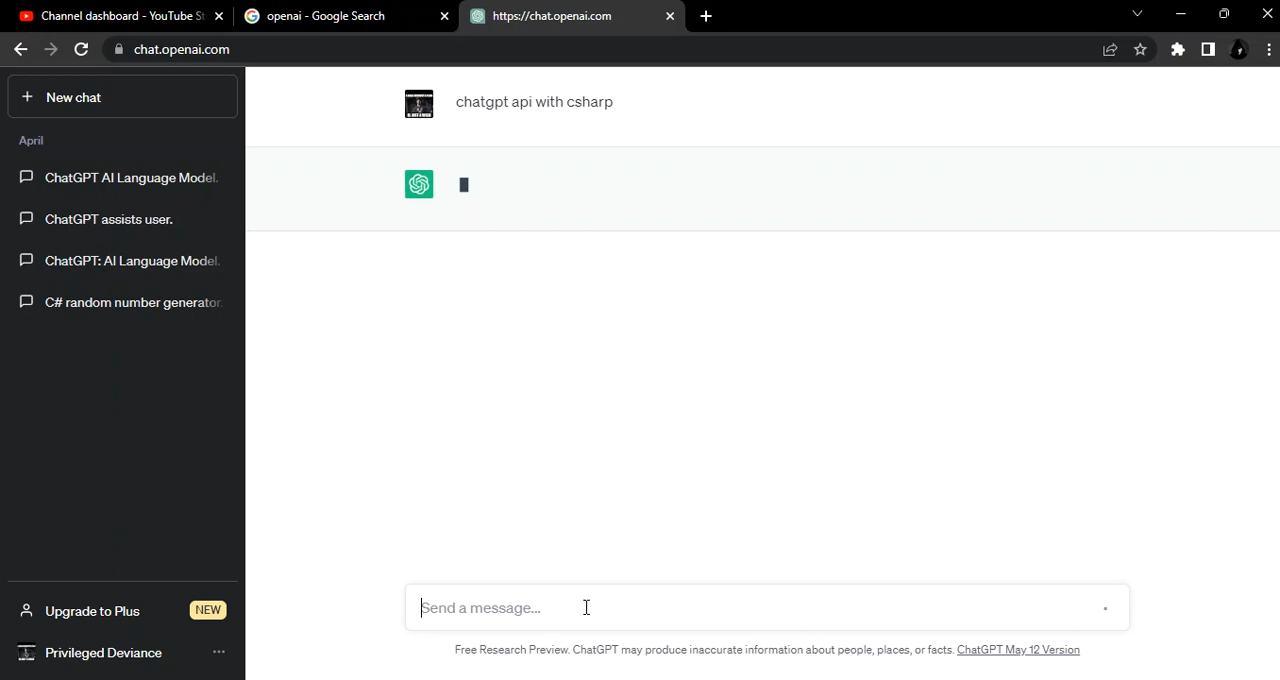 Channel dashboard - YouTube St
openai - Google Search
https://chat.openai.com
chat.openai.com
New chat
April
ChatGPT AI Language Model.
ChatGPT assists user.
ChatGPT: AI Language Model.
C# random number generator.
chatgpt api with csharp
Send a message...
Upgrade to Plus
NEW
Privileged Deviance
Free Research Preview. ChatGPT may produce inaccurate information about people, places, or facts. ChatGPT May 12 Version